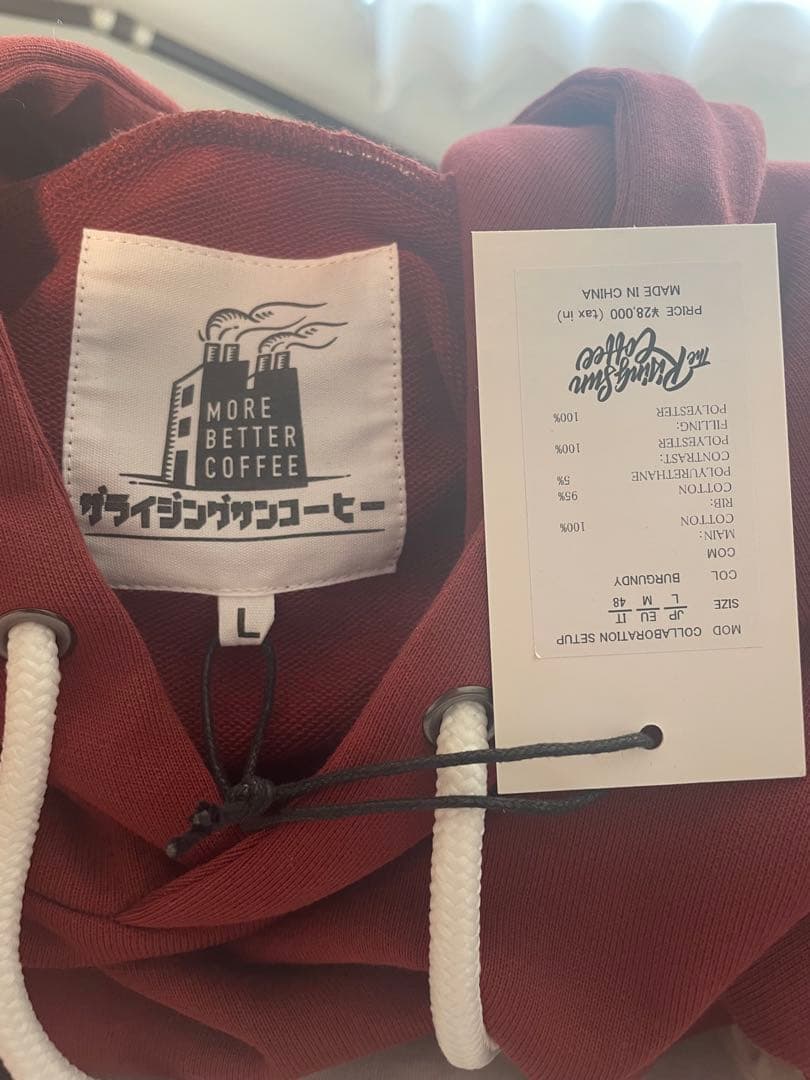 MORE
BETTER
COFFEE
ザライジングサンコーヒー
L
MOD COLLABORATION SETUP
SIZE JP EU IT
L M 48
COL BURGUNDY
COM
MAIN:
COTTON 100%
RIB:
COTTON 95%
POLYURETHANE 5%
CONTRAST:
POLYESTER 100%
FILLING:
POLYESTER 100%
The
Rising Sun
Coffee
PRICE ¥28,000 (tax in)
MADE IN CHINA